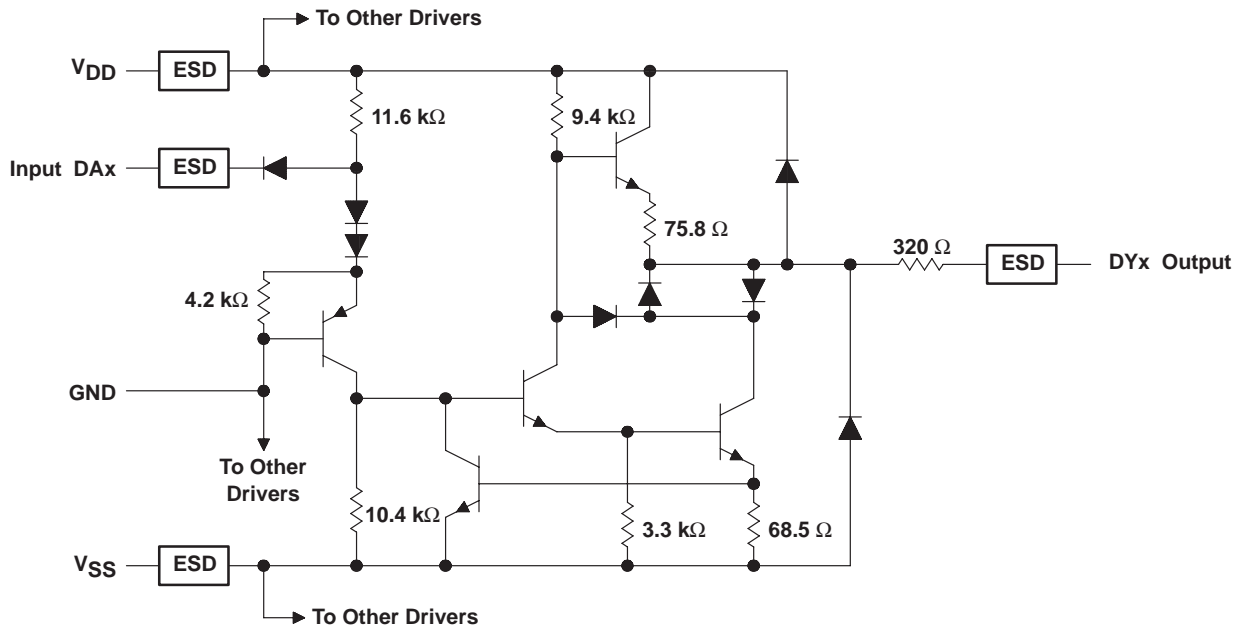 To Other Drivers
VDD
ESD
11.6 kΩ
9.4 kΩ
Input DAx
ESD
75.8 Ω
320 Ω
ESD
DYx Output
4.2 kΩ
GND
To Other
Drivers
10.4 kΩ
3.3 kΩ
68.5 Ω
VSS
ESD
To Other Drivers